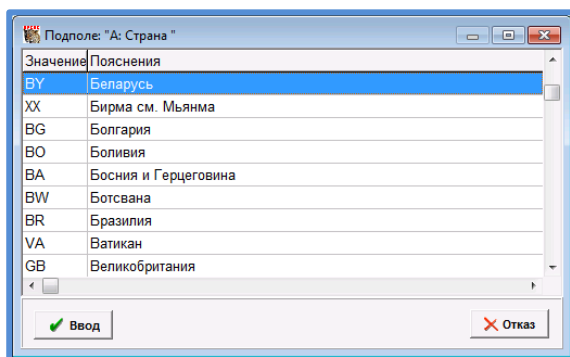 Подполе: "А: Страна "
Значение Пояснения
BY Беларусь
XX Бирма см. Мьянма
BG Болгария
BO Боливия
BA Босния и Герцеговина
BW Ботсвана
BR Бразилия
VA Ватикан
GB Великобритания
Ввод Отказ